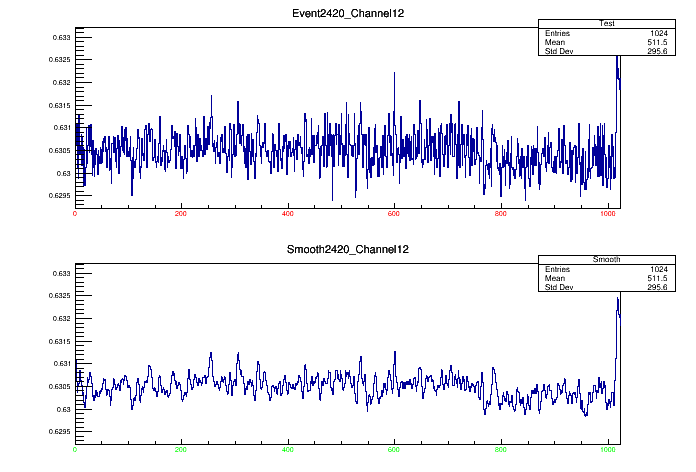 Event2420_Channel12
Test
Entries 1024
Mean 511.5
Std Dev 295.6
0.633
0.6325
0.632
0.6315
0.631
0.6305
0.63
0.6295
0 200 400 600 800 1000
Smooth2420_Channel12
Smooth
Entries 1024
Mean 511.5
Std Dev 295.6
0.633
0.6325
0.632
0.6315
0.631
0.6305
0.63
0.6295
0 200 400 600 800 1000